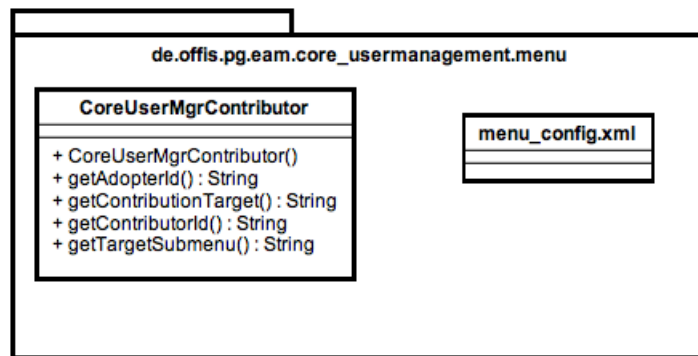 de.offis.pg.eam.core_usermanagement.menu
CoreUserMgrContributor
+ CoreUserMgrContributor()
+ getAdopterId() : String
+ getContributionTarget() : String
+ getContributorId() : String
+ getTargetSubmenu() : String
menu_config.xml